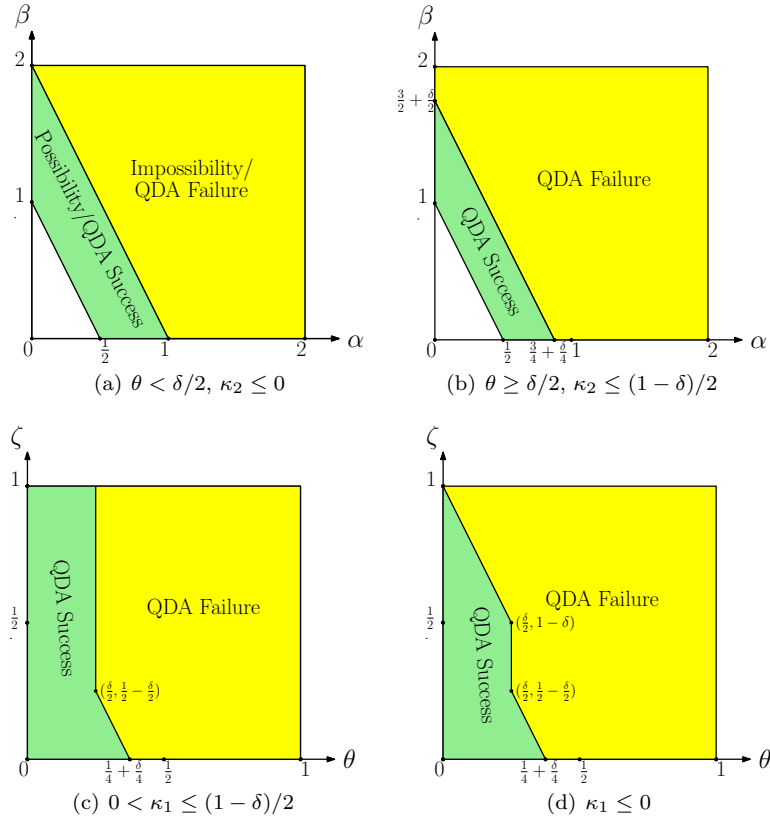 β
2
1
Possibility/QDA Success
Impossibility/
QDA Failure
0
1/2
1
2
α
(a) θ < δ/2, κ₂ ≤ 0
β
2
3/2 + δ/2
1
QDA Success
QDA Failure
0
1/2
3/4 + δ/4
1
2
α
(b) θ ≥ δ/2, κ₂ ≤ (1 − δ)/2
ζ
1
1/2
QDA Success
QDA Failure
(δ/2, 1/2 − δ/2)
0
1/4 + δ/4
1/2
1
θ
(c) 0 < κ₁ ≤ (1 − δ)/2
ζ
1
1/2
QDA Success
QDA Failure
(δ/2, 1 − δ)
(δ/2, 1/2 − δ/2)
0
1/4 + δ/4
1/2
1
θ
(d) κ₁ ≤ 0